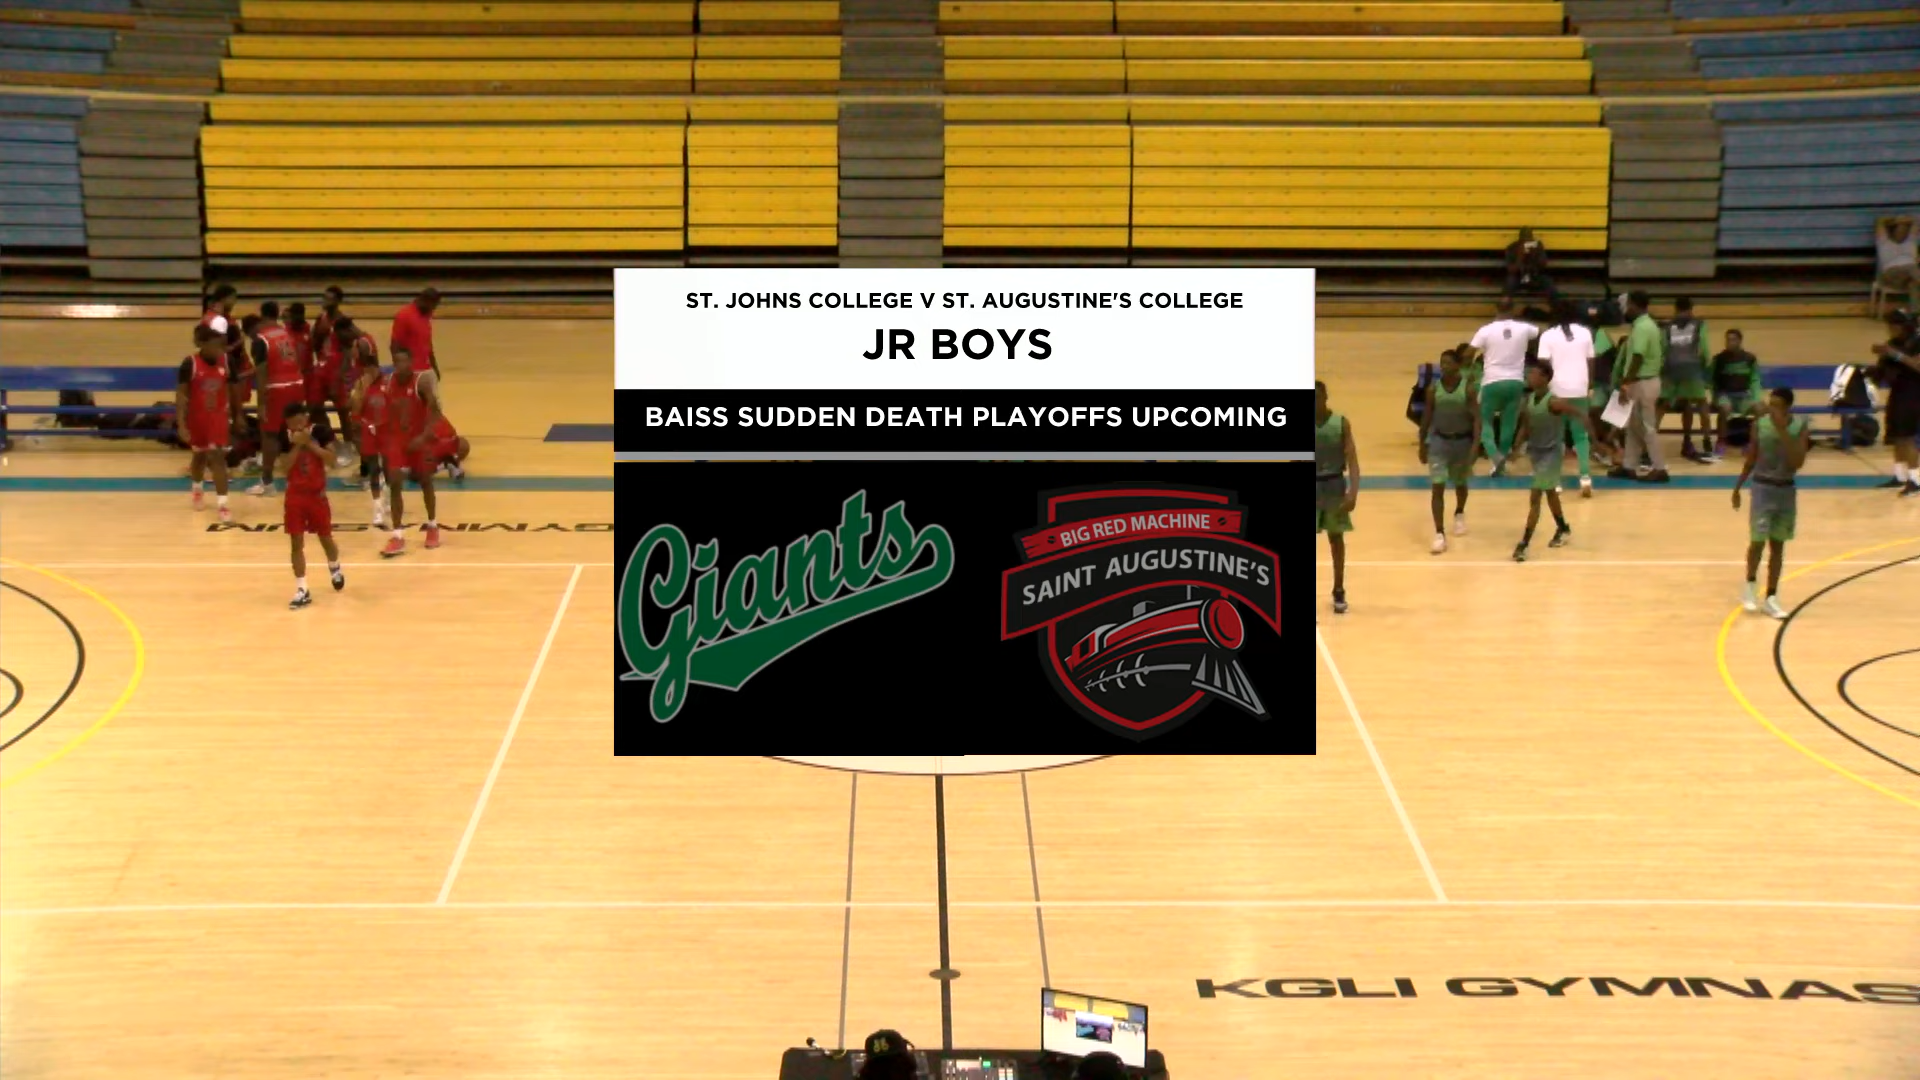 ST. JOHNS COLLEGE V ST. AUGUSTINE'S COLLEGE
JR BOYS
BAISS SUDDEN DEATH PLAYOFFS UPCOMING
Giants
BIG RED MACHINE
SAINT AUGUSTINE'S
KGLI GYMNAS